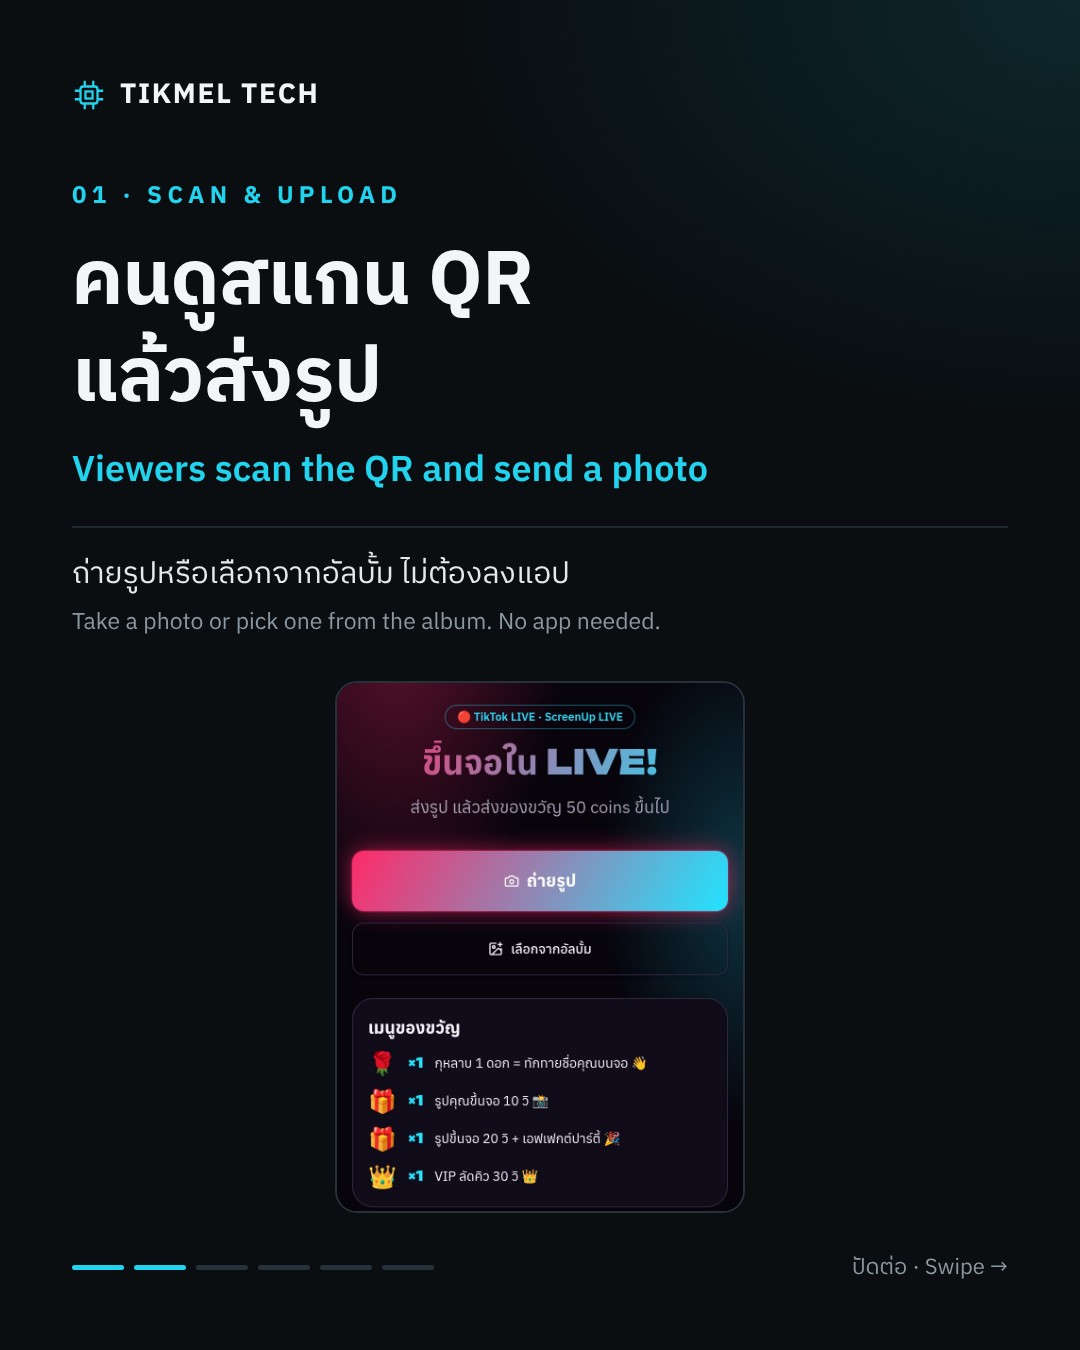 TIKMEL TECH
01 · SCAN & UPLOAD
คนดูสแกน QR
แล้วส่งรูป
Viewers scan the QR and send a photo
ถ่ายรูปหรือเลือกจากอัลบั้ม ไม่ต้องลงแอป
Take a photo or pick one from the album. No app needed.
🔴 TikTok LIVE · ScreenUp LIVE
ขึ้นจอใน LIVE!
ส่งรูป แล้วส่งของขวัญ 50 coins ขึ้นไป
ถ่ายรูป
เลือกจากอัลบั้ม
เมนูของขวัญ
🌹 ×1 กุหลาบ 1 ดอก = ทักทายชื่อคุณบนจอ 👋
🎁 ×1 รูปคุณขึ้นจอ 10 วิ 📸
🎁 ×1 รูปขึ้นจอ 20 วิ + เอฟเฟกต์ปาร์ตี้ 🎉
👑 ×1 VIP ลัดคิว 30 วิ 👑
ปัดต่อ · Swipe →